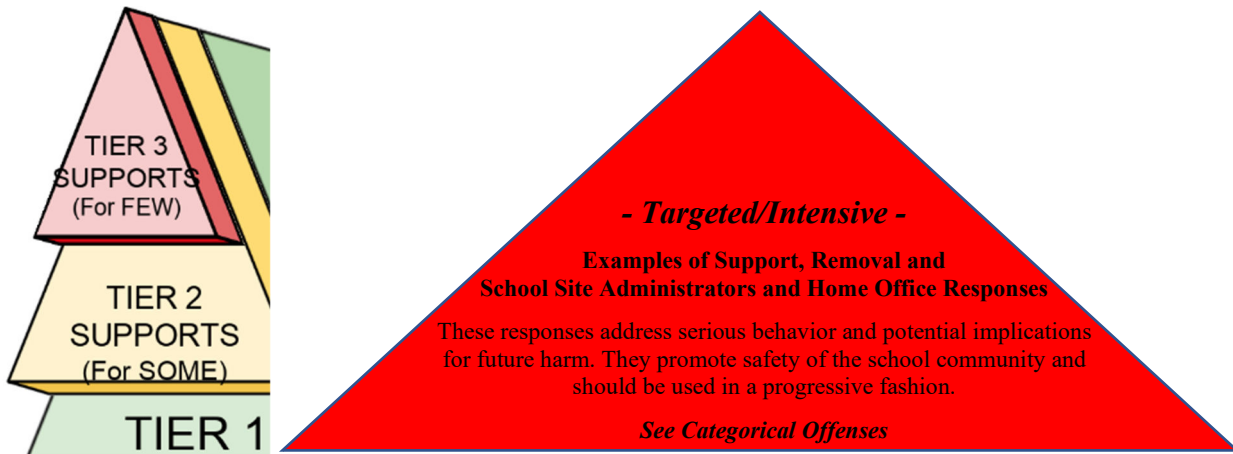 TIER 3
SUPPORTS
(For FEW)
TIER 2
SUPPORTS
(For SOME)
TIER 1
- Targeted/Intensive -
Examples of Support, Removal and
School Site Administrators and Home Office Responses
These responses address serious behavior and potential implications
for future harm. They promote safety of the school community and
should be used in a progressive fashion.
See Categorical Offenses